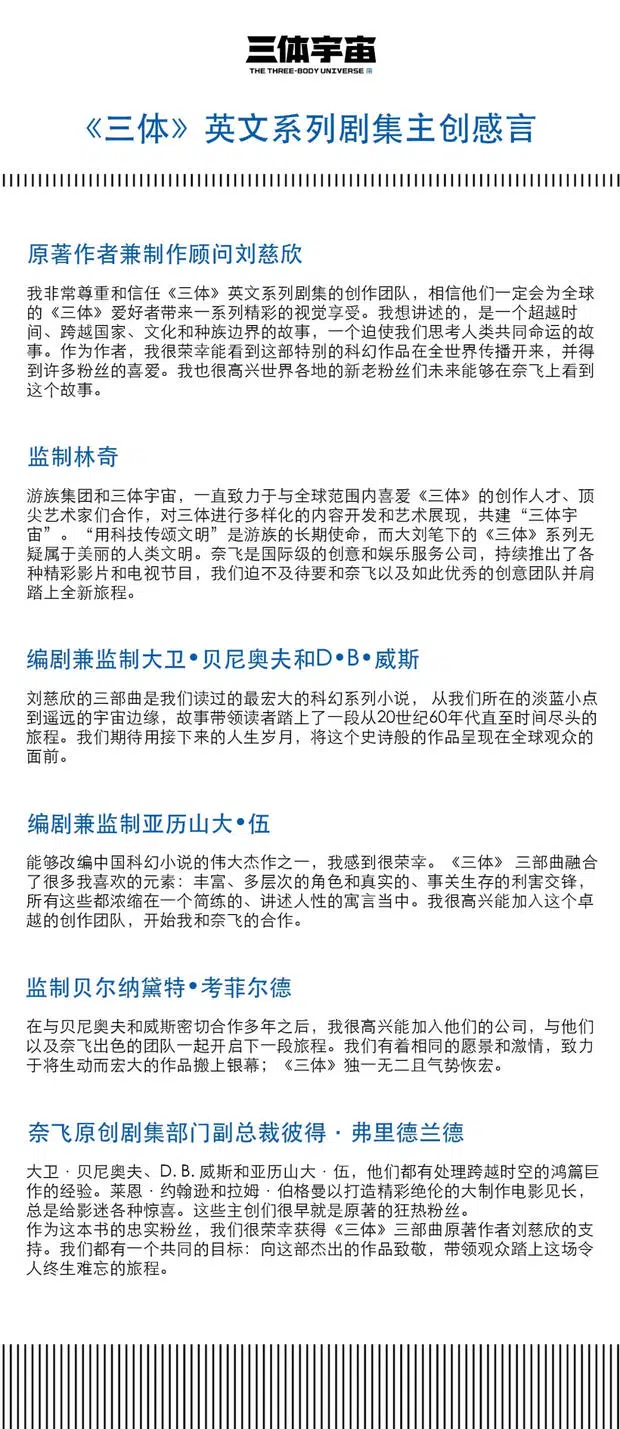 三体宇宙
THE THREE-BODY UNIVERSE
《三体》英文系列剧集主创感言
原著作者兼制作顾问刘慈欣
我非常尊重和信任《三体》英文系列剧集的创作团队，相信他们一定会为全球
的《三体》爱好者带来一系列精彩的视觉享受。我想讲述的，是一个超越时
间、跨越国家、文化和种族边界的故事，一个迫使我们思考人类共同命运的故
事。作为作者，我很荣幸能看到这部特别的科幻作品在全世界传播开来，并得
到许多粉丝的喜爱。我也很高兴世界各地的新老粉丝们未来能够在奈飞上看到
这个故事。
监制林奇
游族集团和三体宇宙，一直致力于与全球范围内喜爱《三体》的创作人才、顶
尖艺术家们合作，对三体进行多样化的内容开发和艺术展现，共建“三体宇
宙”。“用科技传颂文明”是游族的长期使命，而大刘笔下的《三体》系列无
疑属于美丽的人类文明。奈飞是国际级的创意和娱乐服务公司，持续推出了各
种精彩影片和电视节目，我们迫不及待要和奈飞以及如此优秀的创意团队并肩
踏上全新旅程。
编剧兼监制大卫•贝尼奥夫和D•B•威斯
刘慈欣的三部曲是我们读过的最宏大的科幻系列小说， 从我们所在的淡蓝小点
到遥远的宇宙边缘，故事带领读者踏上了一段从20世纪60年代直至时间尽头的
旅程。我们期待用接下来的人生岁月，将这个史诗般的作品呈现在全球观众的
面前。
编剧兼监制亚历山大•伍
能够改编中国科幻小说的伟大杰作之一，我感到很荣幸。《三体》 三部曲融合
了很多我喜欢的元素：丰富、多层次的角色和真实的、事关生存的利害交锋，
所有这些都浓缩在一个简练的、讲述人性的寓言当中。我很高兴能加入这个卓
越的创作团队，开始我和奈飞的合作。
监制贝尔纳黛特•考菲尔德
在与贝尼奥夫和威斯密切合作多年之后，我很高兴能加入他们的公司，与他们
以及奈飞出色的团队一起开启下一段旅程。我们有着相同的愿景和激情，致力
于将生动而宏大的作品搬上银幕；《三体》独一无二且气势恢宏。
奈飞原创剧集部门副总裁彼得 · 弗里德兰德
大卫 · 贝尼奥夫、D. B. 威斯和亚历山大 · 伍，他们都有处理跨越时空的鸿篇巨
作的经验。莱恩 · 约翰逊和拉姆 · 伯格曼以打造精彩绝伦的大制作电影见长，
总是给影迷各种惊喜。这些主创们很早就是原著的狂热粉丝。
作为这本书的忠实粉丝，我们很荣幸获得《三体》三部曲原著作者刘慈欣的支
持。我们都有一个共同的目标：向这部杰出的作品致敬，带领观众踏上这场令
人终生难忘的旅程。